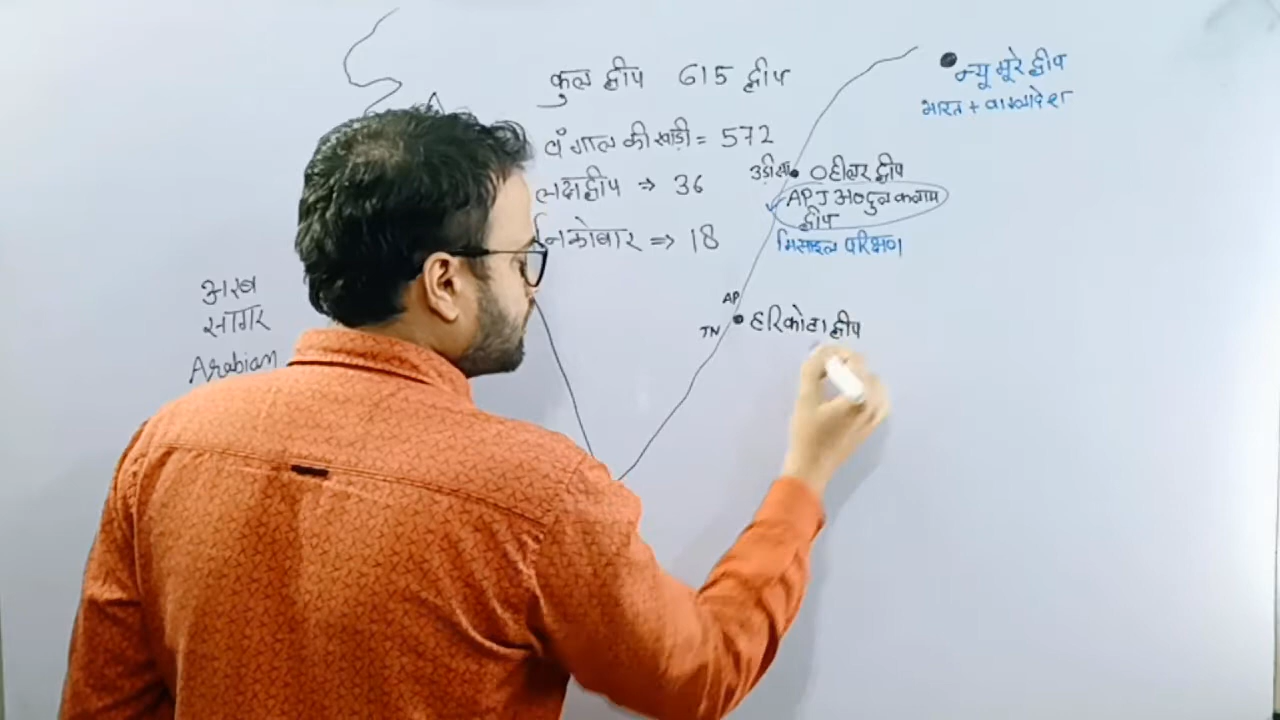 कुल द्वीप 615 द्वीप
बंगाल की खाड़ी = 572
लक्षद्वीप ⇒ 36
निकोबार ⇒ 18
न्यू मूरे द्वीप
भारत + बांग्लादेश
उड़ीसा
व्हीलर द्वीप
APJ अब्दुल कलाम
द्वीप
मिसाइल परिक्षण
AP
TN
हरिकोटा द्वीप
अरब
सागर
Arabian